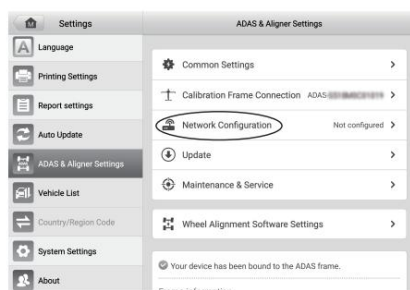 Settings
ADAS & Aligner Settings
Language
Printing Settings
Report settings
Auto Update
ADAS & Aligner Settings
Vehicle List
Country/Region Code
System Settings
About
Common Settings
Calibration Frame Connection ADAS-
Network Configuration Not configured
Update
Maintenance & Service
Wheel Alignment Software Settings
Your device has been bound to the ADAS frame.